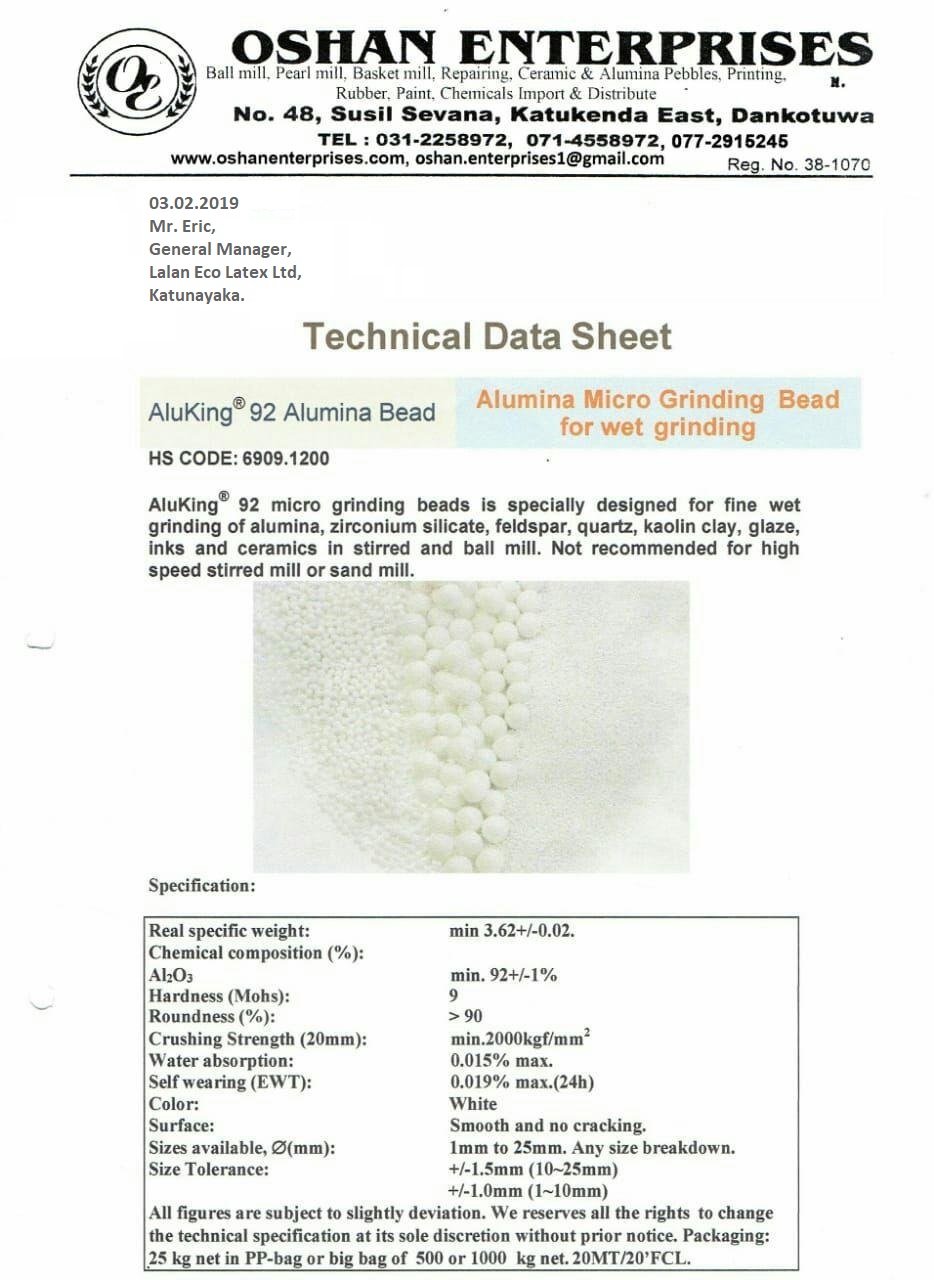 OSHAN ENTERPRISES
Ball mill, Pearl mill, Basket mill, Repairing, Ceramic & Alumina Pebbles, Printing,
Rubber, Paint, Chemicals Import & Distribute
No. 48, Susil Sevana, Katukenda East, Dankotuwa
TEL : 031-2258972, 071-4558972, 077-2915245
www.oshanenterprises.com, oshan.enterprises1@gmail.com
Reg. No. 38-1070
03.02.2019
Mr. Eric,
General Manager,
Lalan Eco Latex Ltd,
Katunayaka.
Technical Data Sheet
AluKing® 92 Alumina Bead
Alumina Micro Grinding Bead
for wet grinding
HS CODE: 6909.1200
AluKing® 92 micro grinding beads is specially designed for fine wet
grinding of alumina, zirconium silicate, feldspar, quartz, kaolin clay, glaze,
inks and ceramics in stirred and ball mill. Not recommended for high
speed stirred mill or sand mill.
Specification:
Real specific weight: min 3.62+/-0.02.
Chemical composition (%):
Al₂O₃ min. 92+/-1%
Hardness (Mohs): 9
Roundness (%): > 90
Crushing Strength (20mm): min.2000kgf/mm²
Water absorption: 0.015% max.
Self wearing (EWT): 0.019% max.(24h)
Color: White
Surface: Smooth and no cracking.
Sizes available, Ø(mm): 1mm to 25mm. Any size breakdown.
Size Tolerance: +/-1.5mm (10~25mm)
+/-1.0mm (1~10mm)
All figures are subject to slightly deviation. We reserves all the rights to change
the technical specification at its sole discretion without prior notice. Packaging:
25 kg net in PP-bag or big bag of 500 or 1000 kg net. 20MT/20’FCL.